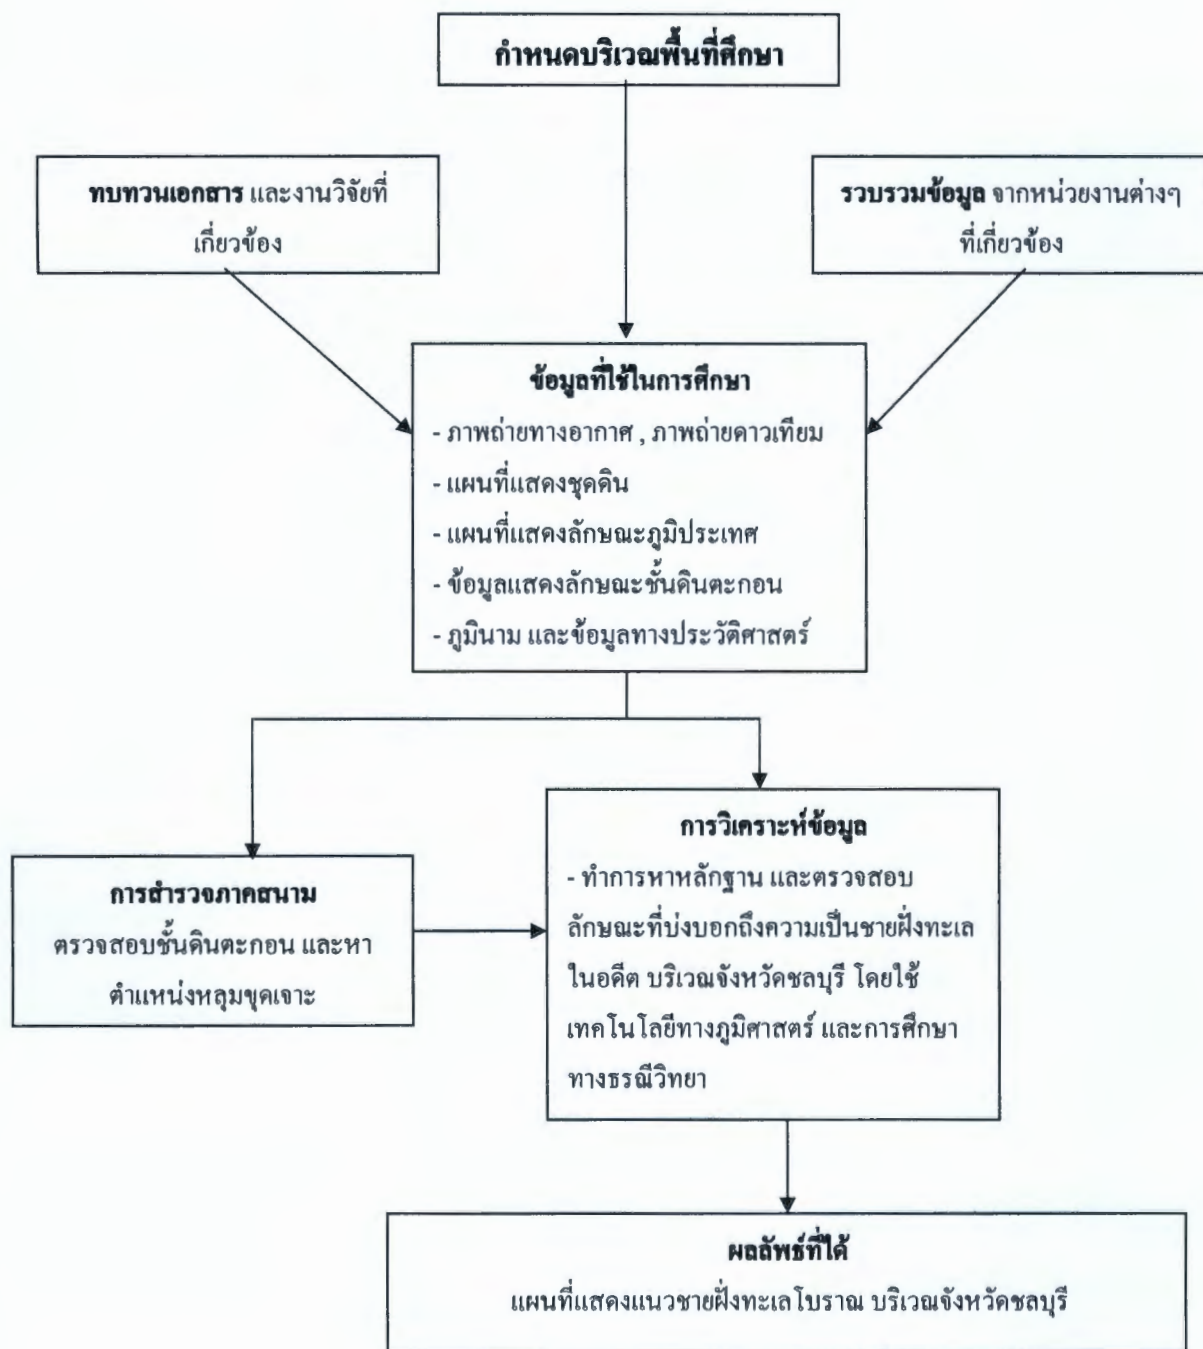 กำหนดบริเวณพื้นที่ศึกษา
ทบทวนเอกสาร และงานวิจัยที่
เกี่ยวข้อง
รวบรวมข้อมูล จากหน่วยงานต่างๆ
ที่เกี่ยวข้อง
ข้อมูลที่ใช้ในการศึกษา
- ภาพถ่ายทางอากาศ , ภาพถ่ายดาวเทียม
- แผนที่แสดงชุดดิน
- แผนที่แสดงลักษณะภูมิประเทศ
- ข้อมูลแสดงลักษณะชั้นดินตะกอน
- ภูมินาม และข้อมูลทางประวัติศาสตร์
การสำรวจภาคสนาม
ตรวจสอบชั้นดินตะกอน และหา
ตำแหน่งหลุมขุดเจาะ
การวิเคราะห์ข้อมูล
- ทำการหาหลักฐาน และตรวจสอบ
ลักษณะที่บ่งบอกถึงความเป็นชายฝั่งทะเล
ในอดีต บริเวณจังหวัดชลบุรี โดยใช้
เทคโนโลยีทางภูมิศาสตร์ และการศึกษา
ทางธรณีวิทยา
ผลลัพธ์ที่ได้
แผนที่แสดงแนวชายฝั่งทะเลโบราณ บริเวณจังหวัดชลบุรี